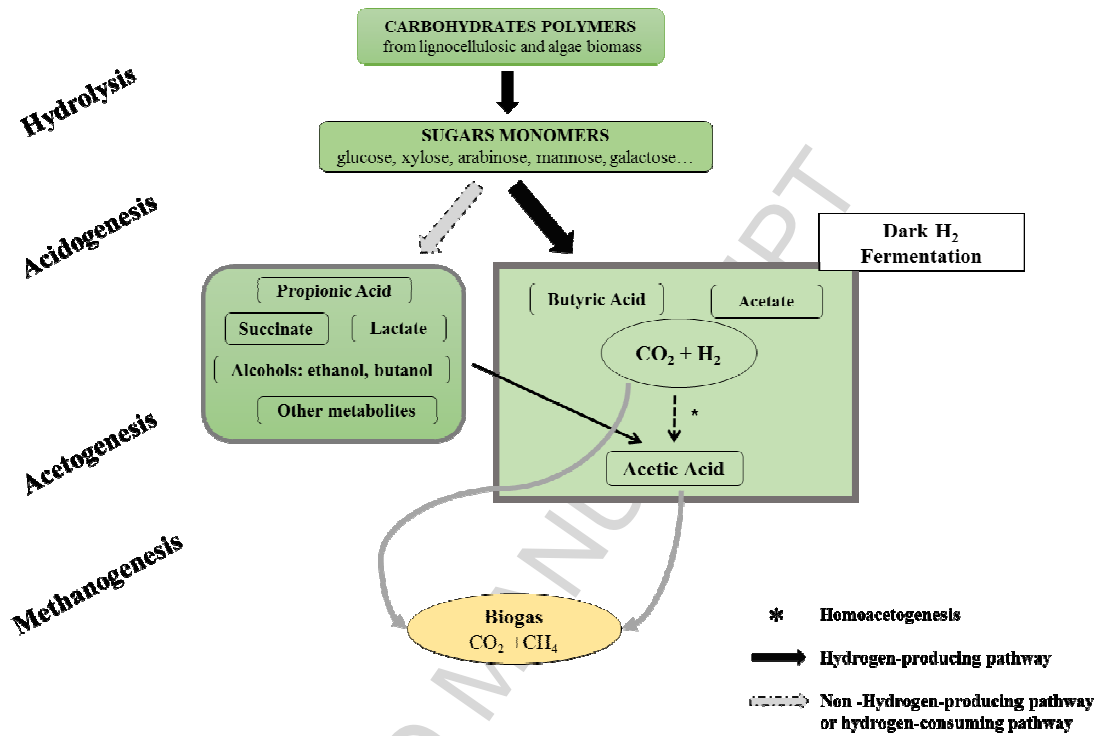 CARBOHYDRATES POLYMERS
from lignocellulosic and algae biomass
Hydrolysis
SUGARS MONOMERS
glucose, xylose, arabinose, mannose, galactose…
Acidogenesis
Dark H₂
Fermentation
Propionic Acid
Succinate
Lactate
Alcohols: ethanol, butanol
Other metabolites
Butyric Acid
Acetate
CO₂ + H₂
*
Acetic Acid
Acetogenesis
Methanogenesis
Biogas
CO₂ +CH₄
* Homoacetogenesis
Hydrogen-producing pathway
Non -Hydrogen-producing pathway
or hydrogen-consuming pathway